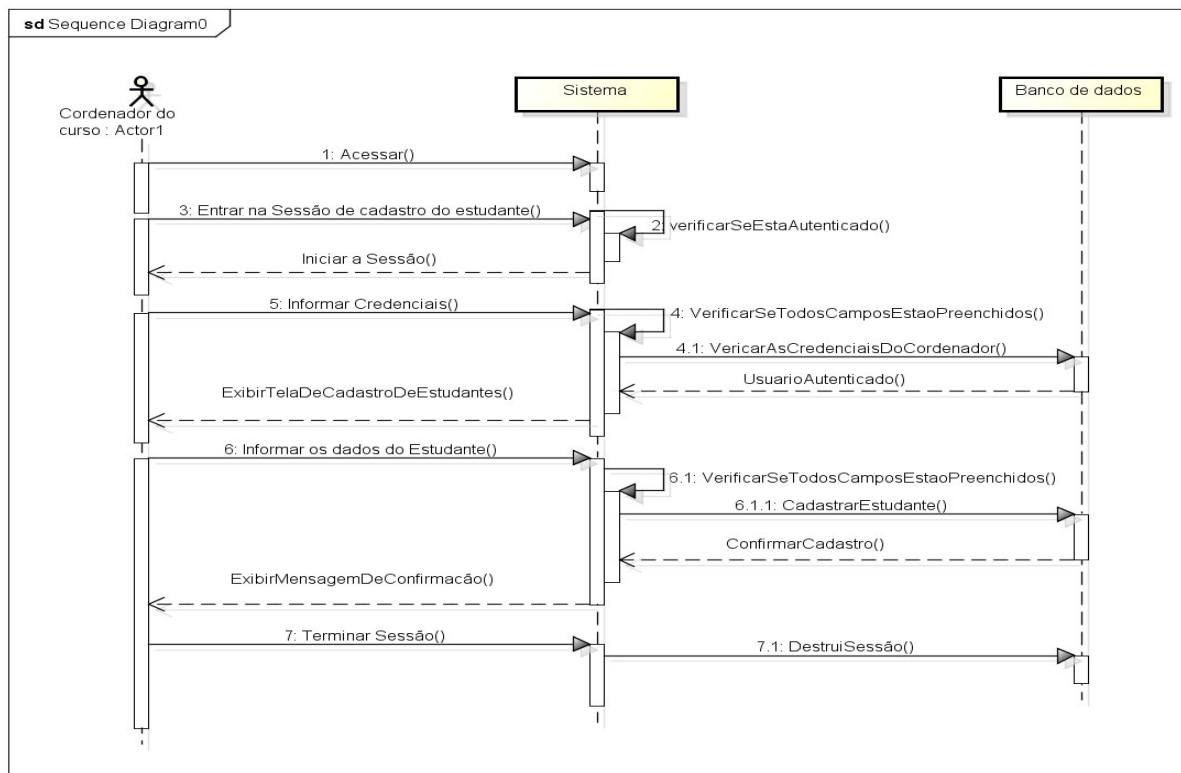 sd Sequence Diagram0
Cordenador do
curso : Actor1
Sistema
Banco de dados
1: Acessar()
3: Entrar na Sessão de cadastro do estudante()
2: verificarSeEstaAutenticado()
Iniciar a Sessão()
5: Informar Credenciais()
4: VerificarSeTodosCamposEstaoPreenchidos()
4.1: VericarAsCredenciaisDoCordenador()
UsuarioAutenticado()
ExibirTelaDeCadastroDeEstudantes()
6: Informar os dados do Estudante()
6.1: VerificarSeTodosCamposEstaoPreenchidos()
6.1.1: CadastrarEstudante()
ConfirmarCadastro()
ExibirMensagemDeConfirmacão()
7: Terminar Sessão()
7.1: DestruiSessão()